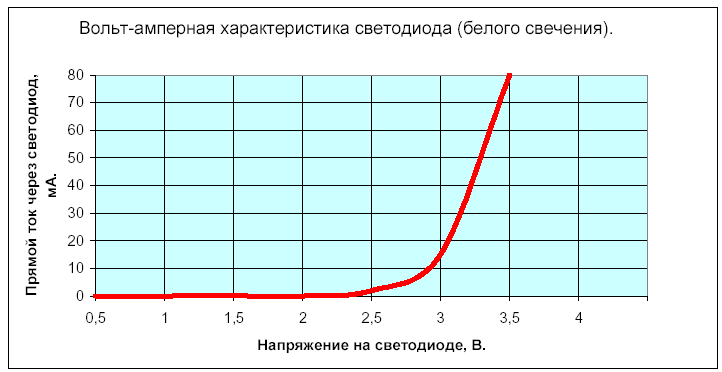 Вольт-амперная характеристика светодиода (белого свечения).
Прямой ток через светодиод,
мА.
80
70
60
50
40
30
20
10
0
0,5 1 1,5 2 2,5 3 3,5 4
Напряжение на светодиоде, В.